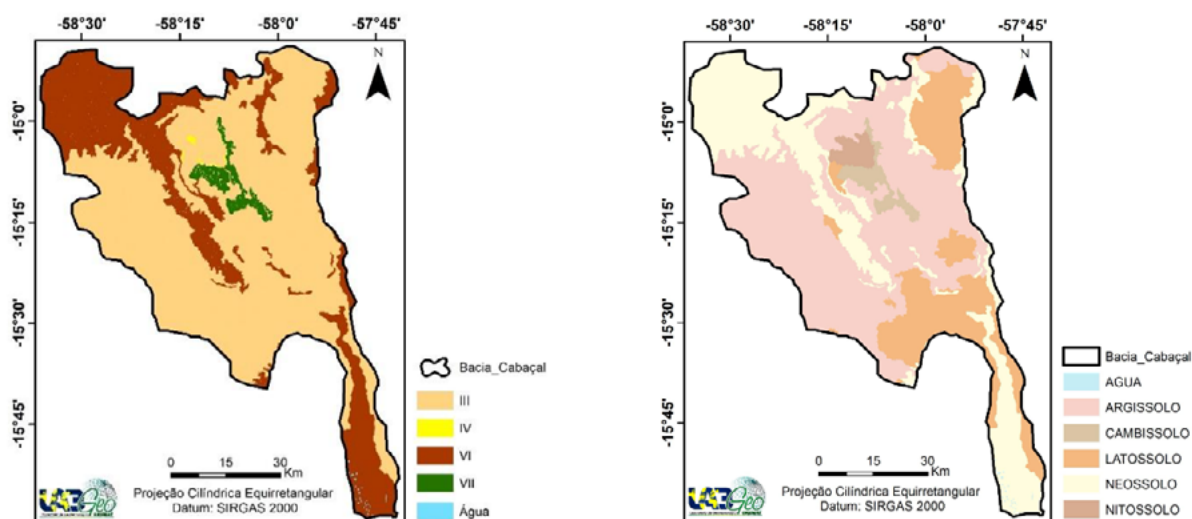 -58°30' -58°15' -58°0' -57°45'
N
-15°0'
-15°15'
-15°30'
-15°45'
Bacia_Cabaçal
III
IV
VI
VII
Água
0 15 30
Km
Projeção Cilíndrica Equirretangular
Datum: SIRGAS 2000
Geo
-58°30' -58°15' -58°0' -57°45'
N
-15°0'
-15°15'
-15°30'
-15°45'
Bacia_Cabaçal
AGUA
ARGISSOLO
CAMBISSOLO
LATOSSOLO
NEOSSOLO
NITOSSOLO
0 15 30
Km
Projeção Cilíndrica Equirretangular
Datum: SIRGAS 2000
Geo